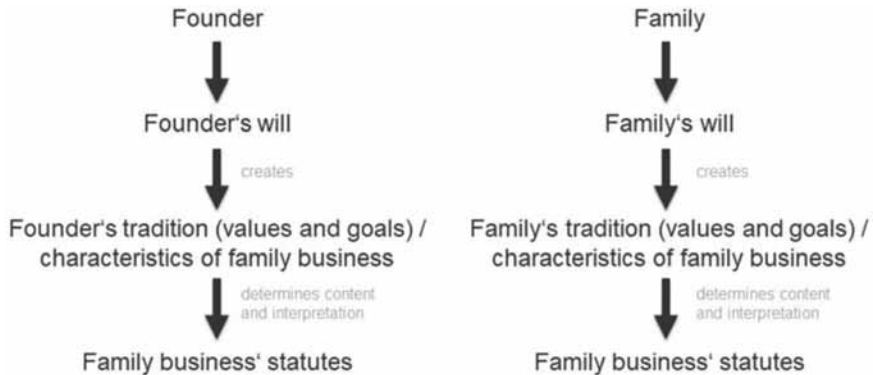 Founder
Founder‘s will
creates
Founder‘s tradition (values and goals) /
characteristics of family business
determines content
and interpretation
Family business‘ statutes
Family
Family‘s will
creates
Family‘s tradition (values and goals) /
characteristics of family business
determines content
and interpretation
Family business‘ statutes